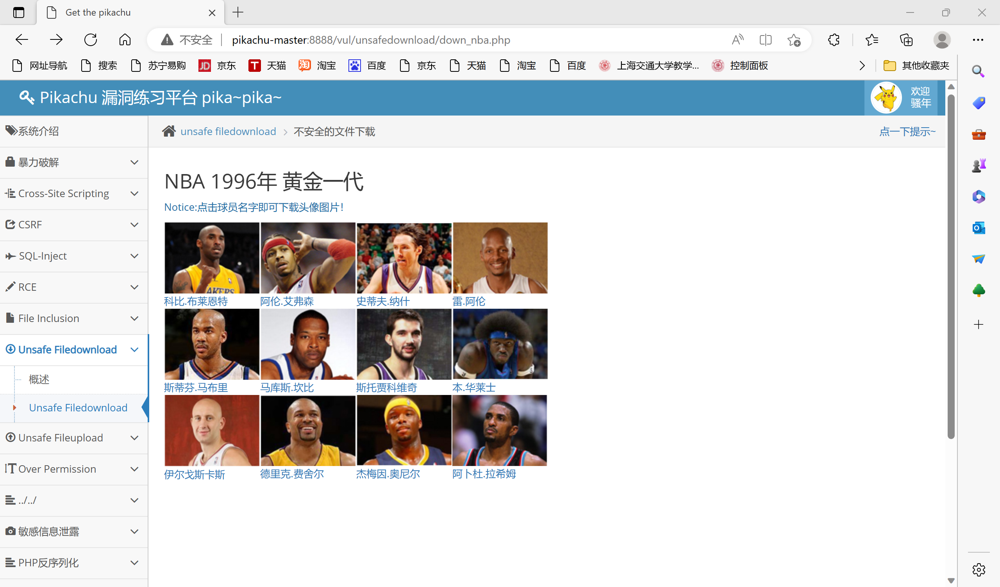 Get the pikachu
不安全 pikachu-master:8888/vul/unsafedownload/down_nba.php
网址导航 搜索 苏宁易购 JD 京东 T 天猫 淘 淘宝 百度 京东 天猫 淘宝 百度 上海交通大学教学... 控制面板 其他收藏夹
Pikachu 漏洞练习平台 pika~pika~
欢迎
骚年
系统介绍
暴力破解
Cross-Site Scripting
CSRF
SQL-Inject
RCE
File Inclusion
Unsafe Filedownload
概述
Unsafe Filedownload
Unsafe Fileupload
Over Permission
../../
敏感信息泄露
PHP反序列化
unsafe filedownload > 不安全的文件下载
点一下提示~
NBA 1996年 黄金一代
Notice:点击球员名字即可下载头像图片！
AKERS
科比.布莱恩特 阿伦.艾弗森 史蒂夫.纳什 雷.阿伦
斯蒂芬.马布里 马库斯.坎比 斯托贾科维奇 本.华莱士
伊尔戈斯卡斯 德里克.费舍尔 杰梅因.奥尼尔 阿卜杜.拉希姆